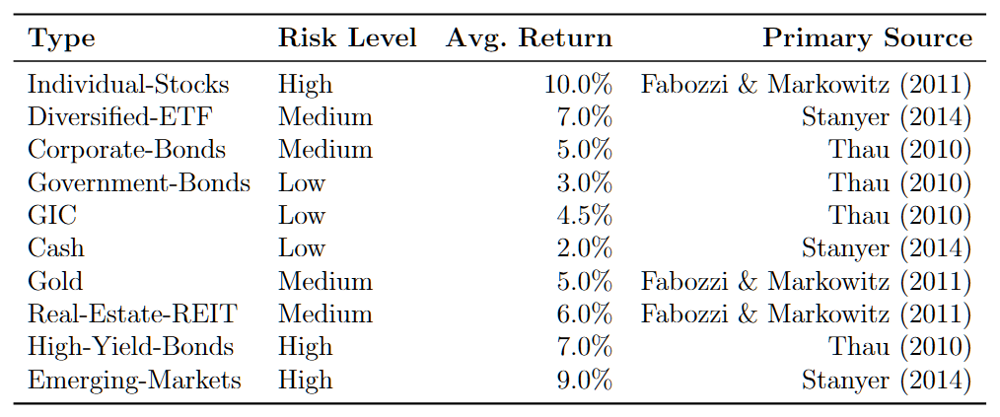 Type Risk Level Avg. Return Primary Source
Individual-Stocks High 10.0% Fabozzi & Markowitz (2011)
Diversified-ETF Medium 7.0% Stanyer (2014)
Corporate-Bonds Medium 5.0% Thau (2010)
Government-Bonds Low 3.0% Thau (2010)
GIC Low 4.5% Thau (2010)
Cash Low 2.0% Stanyer (2014)
Gold Medium 5.0% Fabozzi & Markowitz (2011)
Real-Estate-REIT Medium 6.0% Fabozzi & Markowitz (2011)
High-Yield-Bonds High 7.0% Thau (2010)
Emerging-Markets High 9.0% Stanyer (2014)